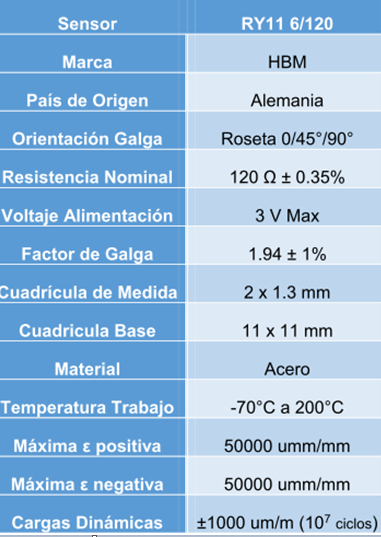 Sensor RY11 6/120
Marca HBM
País de Origen Alemania
Orientación Galga Roseta 0/45°/90°
Resistencia Nominal 120 Ω ± 0.35%
Voltaje Alimentación 3 V Max
Factor de Galga 1.94 ± 1%
Cuadrícula de Medida 2 x 1.3 mm
Cuadricula Base 11 x 11 mm
Material Acero
Temperatura Trabajo -70°C a 200°C
Máxima ε positiva 50000 umm/mm
Máxima ε negativa 50000 umm/mm
Cargas Dinámicas ±1000 um/m (10⁷ ciclos)